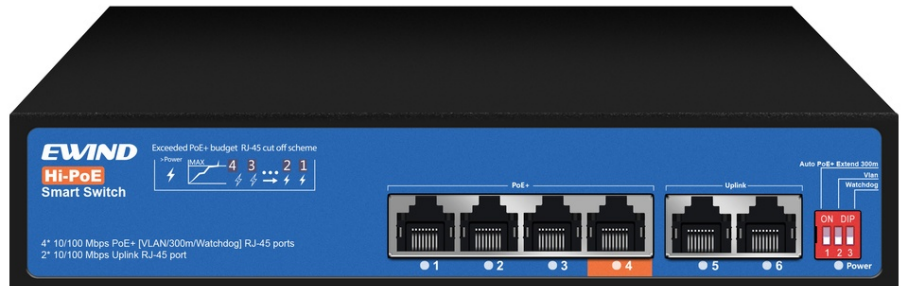 EWIND
Hi-PoE
Smart Switch
Exceeded PoE+ budget RJ-45 cut off scheme
>Power
IMAX
4 3 ••• 2 1
4* 10/100 Mbps PoE+ [VLAN/300m/Watchdog] RJ-45 ports
2* 10/100 Mbps Uplink RJ-45 port
PoE+
1 2 3 4
Uplink
5 6
Auto PoE+ Extend 300m
Vlan
Watchdog
ON DIP
1 2 3
Power